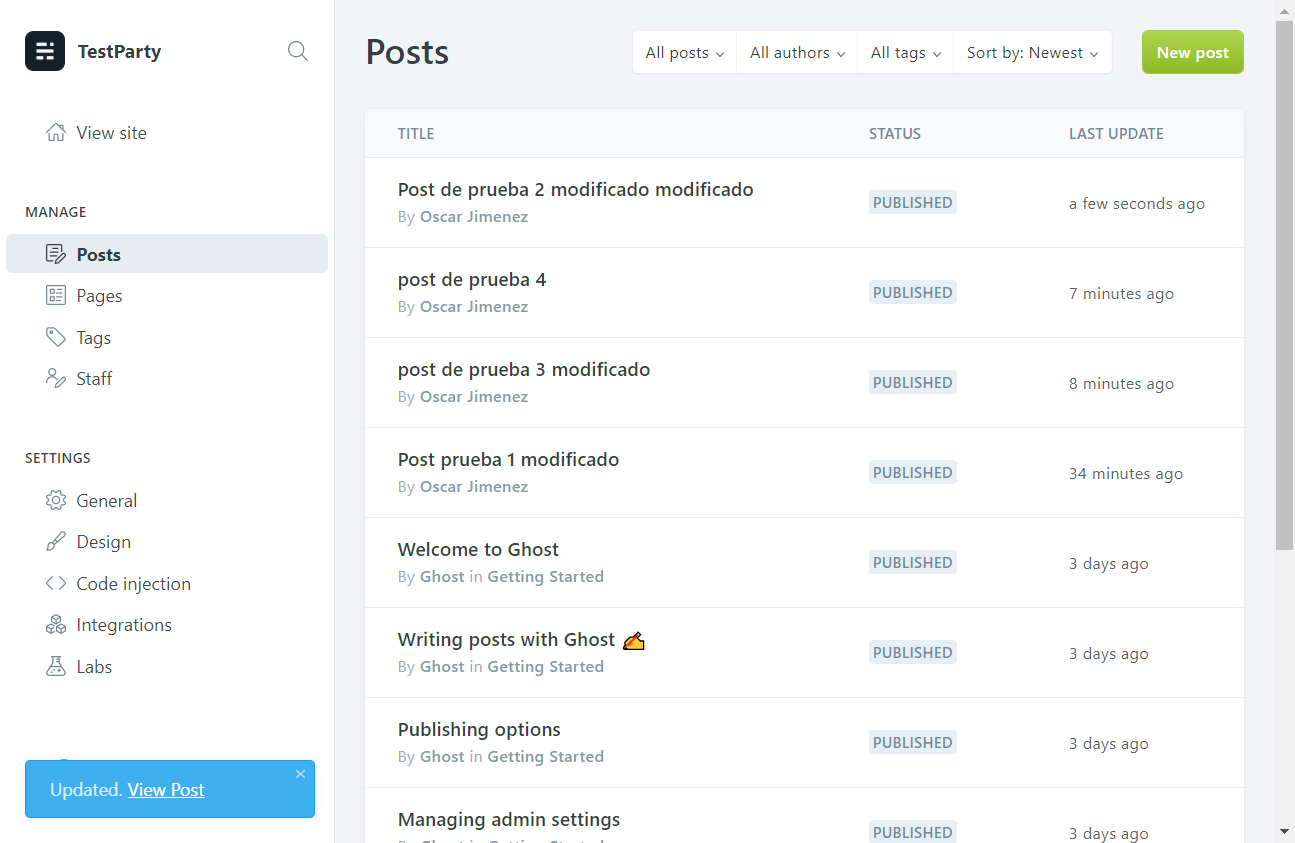 TestParty
View site
MANAGE
Posts
Pages
Tags
Staff
SETTINGS
General
Design
Code injection
Integrations
Labs
Updated. View Post
Posts
All posts
All authors
All tags
Sort by: Newest
New post
TITLE STATUS LAST UPDATE
Post de prueba 2 modificado modificado
By Oscar Jimenez
PUBLISHED
a few seconds ago
post de prueba 4
By Oscar Jimenez
PUBLISHED
7 minutes ago
post de prueba 3 modificado
By Oscar Jimenez
PUBLISHED
8 minutes ago
Post prueba 1 modificado
By Oscar Jimenez
PUBLISHED
34 minutes ago
Welcome to Ghost
By Ghost in Getting Started
PUBLISHED
3 days ago
Writing posts with Ghost ✍
By Ghost in Getting Started
PUBLISHED
3 days ago
Publishing options
By Ghost in Getting Started
PUBLISHED
3 days ago
Managing admin settings
PUBLISHED
3 days ago